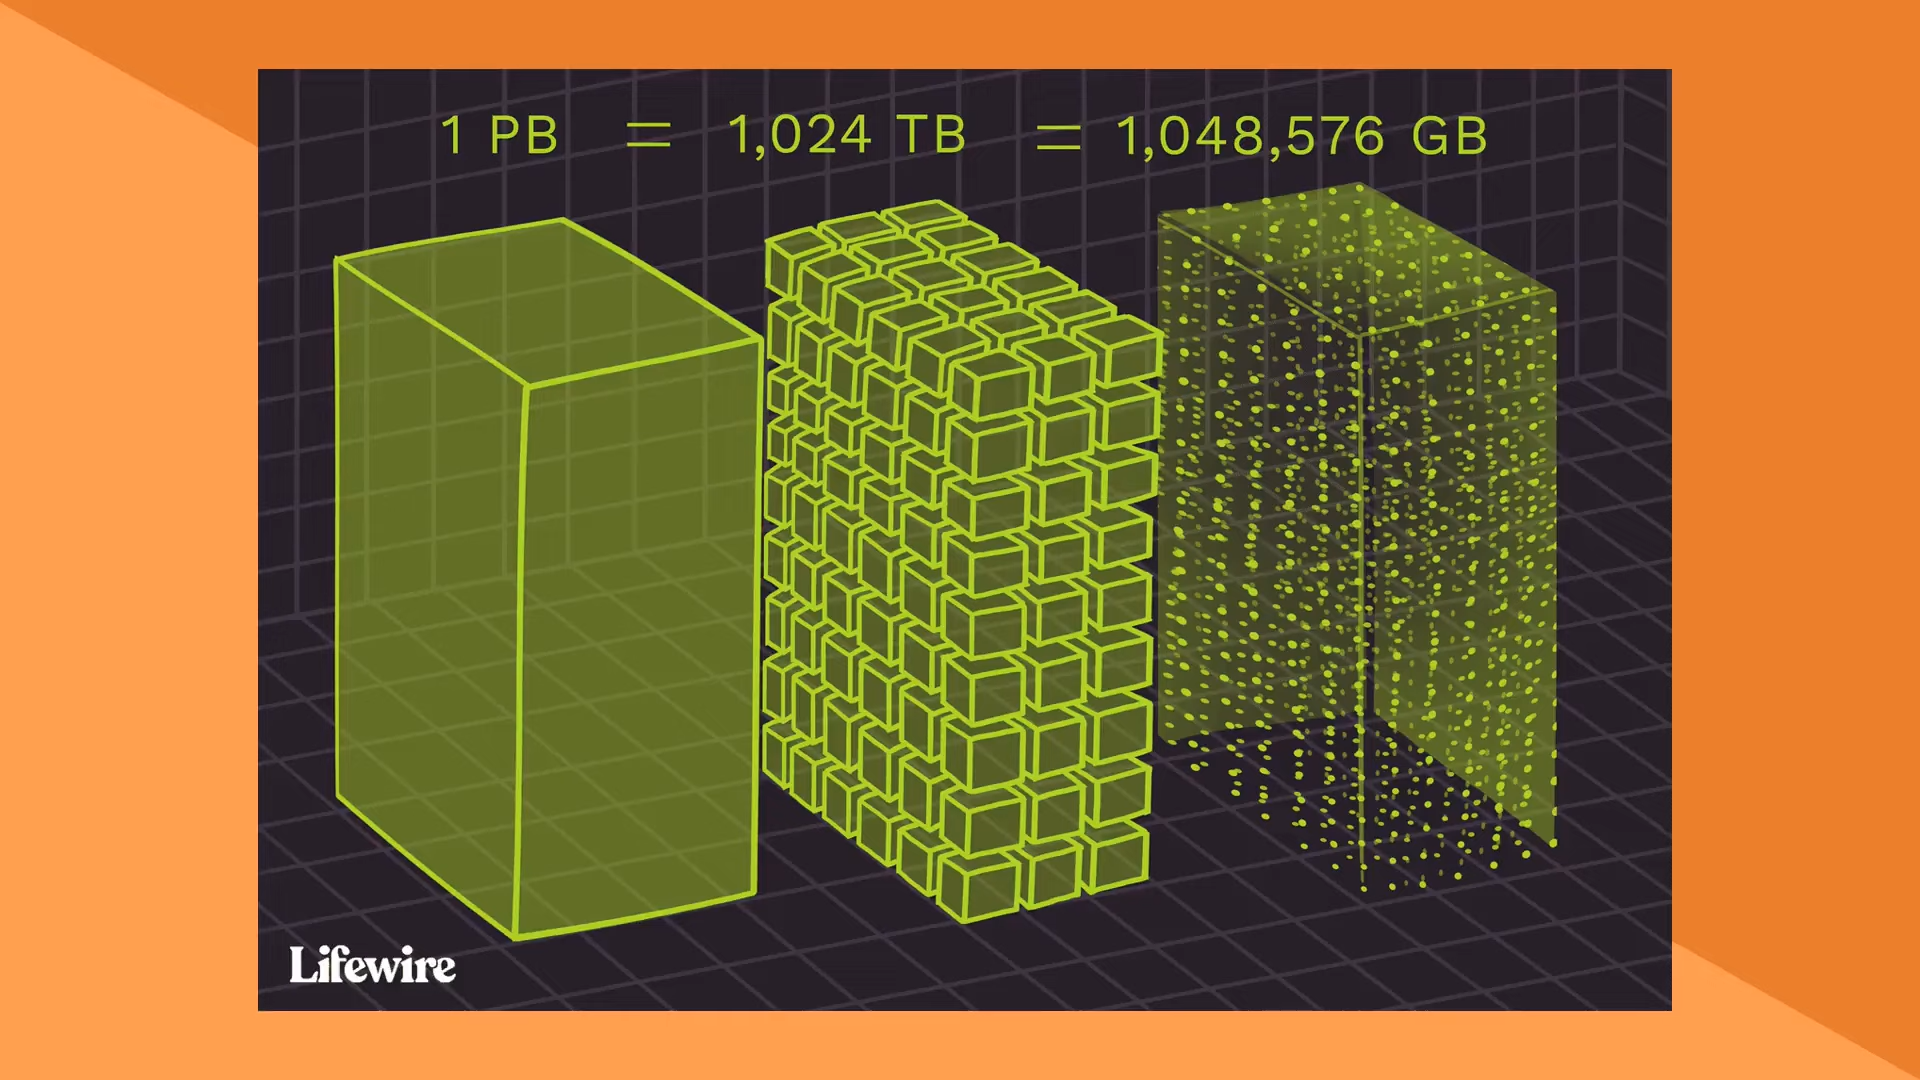 1 PB = 1,024 TB = 1,048,576 GB
Lifewire